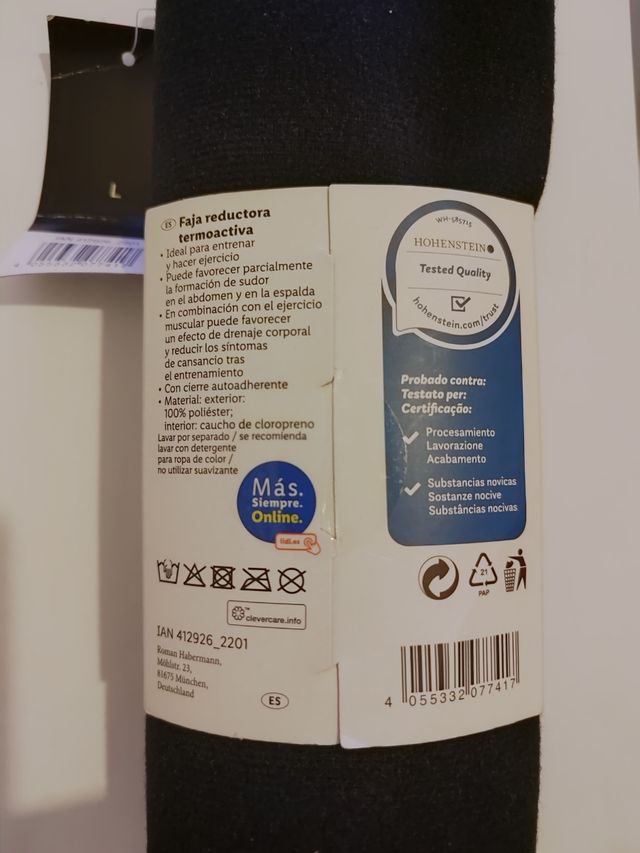 L
ES Faja reductora
termoactiva
• Ideal para entrenar
y hacer ejercicio
• Puede favorecer parcialmente
la formación de sudor
en el abdomen y en la espalda
• En combinación con el ejercicio
muscular puede favorecer
un efecto de drenaje corporal
y reducir los síntomas
de cansancio tras
el entrenamiento
• Con cierre autoadherente
• Material: exterior:
100% poliéster;
interior: caucho de cloropreno
Lavar por separado / se recomienda
lavar con detergente
para ropa de color /
no utilizar suavizante
Más.
Siempre.
Online.
lidl.es
™
clevercare.info
IAN 412926_2201
Roman Habermann,
Möhlstr. 23,
81675 München,
Deutschland
ES
WH-585715
HOHENSTEIN
Tested Quality
hohenstein.com/trust
Probado contra:
Testato per:
Certificação:
Procesamiento
Lavorazione
Acabamento
Substancias novicas
Sostanze nocive
Substâncias nocivas
21
PAP
4 055332 077417